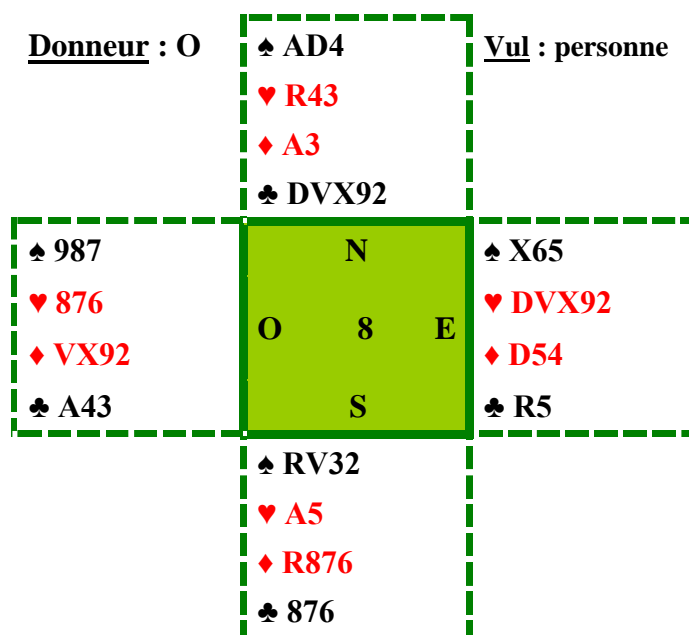 Donneur : O
♠ AD4
Vul : personne
♥ R43
♦ A3
♣ DVX92
♠ 987
N
♠ X65
♥ 876
♥ DVX92
O 8 E
♦ VX92
♦ D54
♣ A43
S
♣ R5
♠ RV32
♥ A5
♦ R876
♣ 876